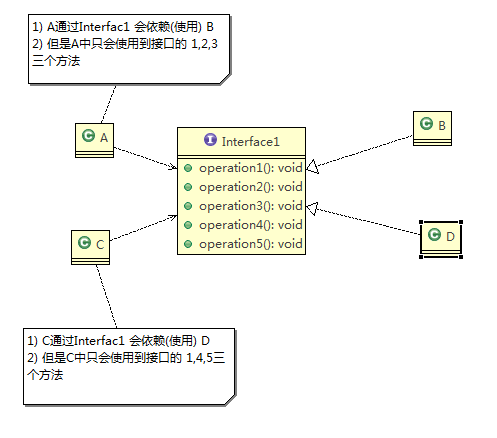 1) A通过Interfac1 会依赖(使用) B
2) 但是A中只会使用到接口的 1,2,3
三个方法
C A
C B
I Interface1
operation1(): void
operation2(): void
operation3(): void
operation4(): void
operation5(): void
C C
C D
1) C通过Interfac1 会依赖(使用) D
2) 但是C中只会使用到接口的 1,4,5三
个方法